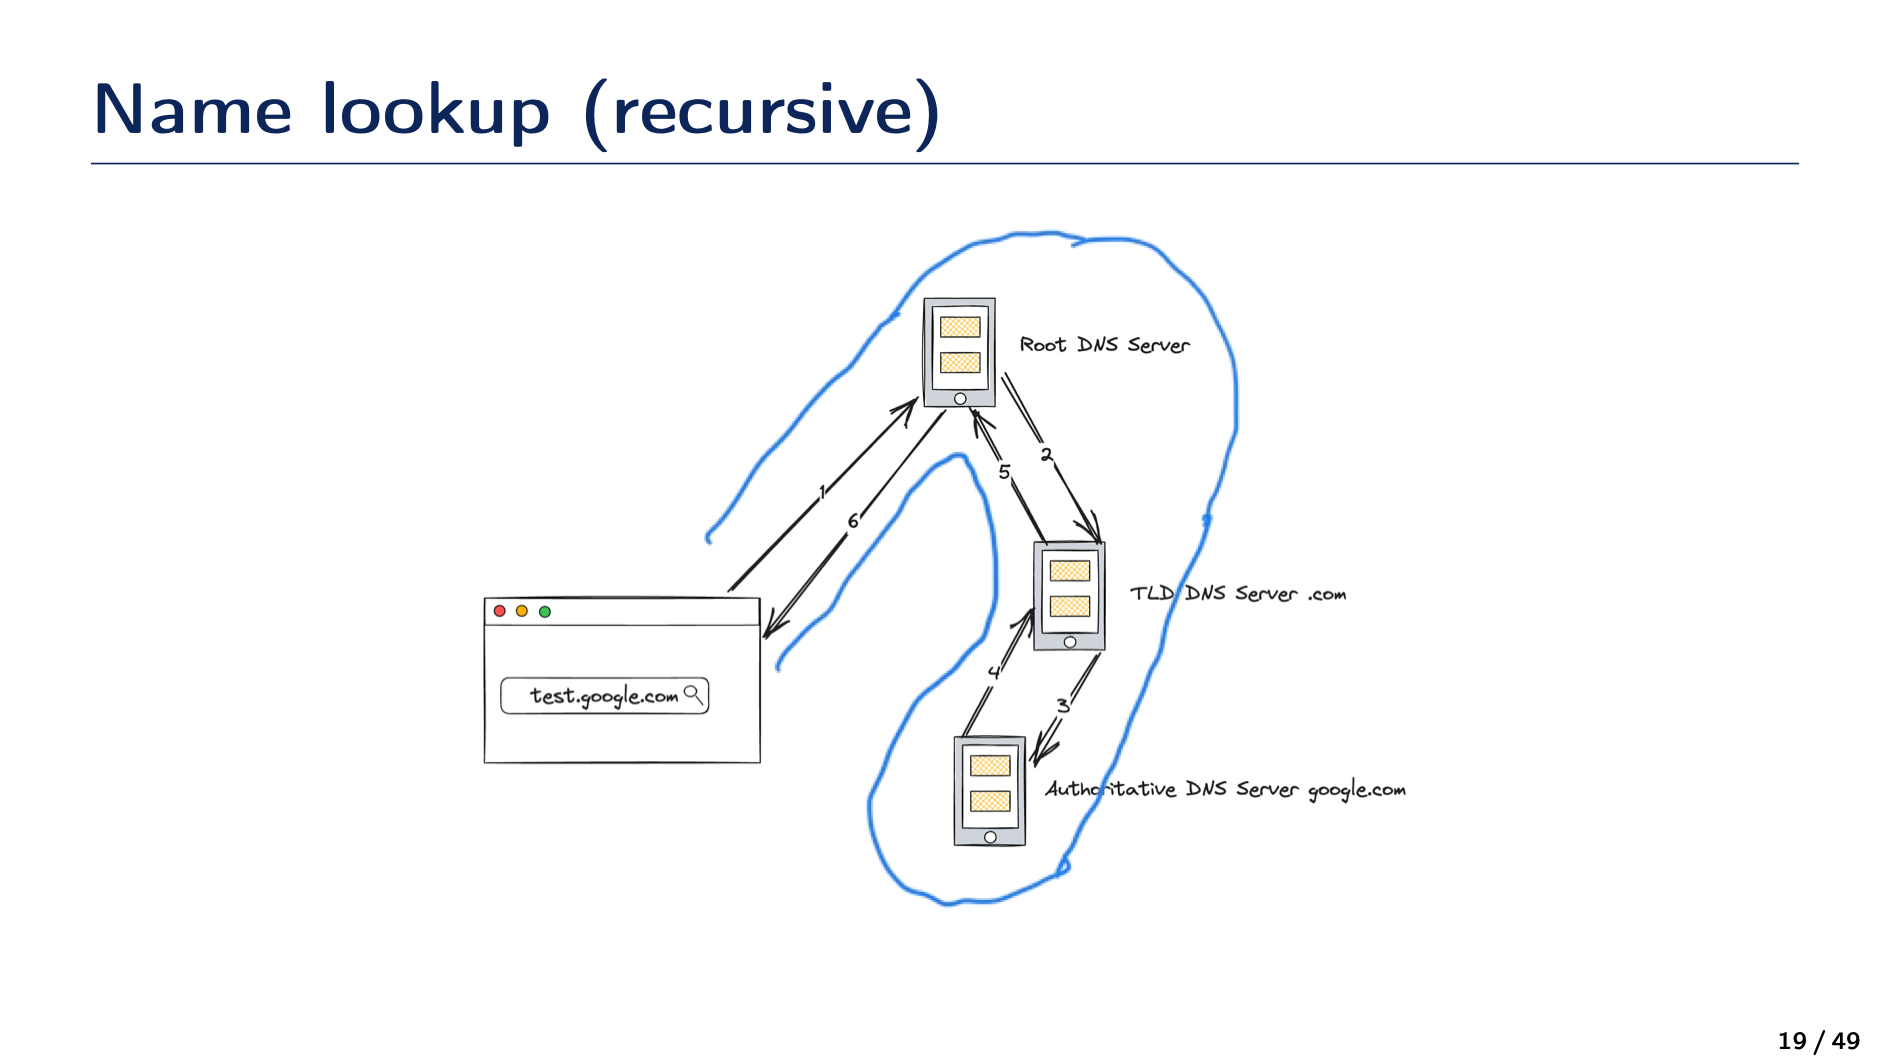 Name lookup (recursive)
Root DNS Server
1
2
5
6
TLD DNS Server .com
test.google.com
4
3
Authoritative DNS Server google.com
19 / 49